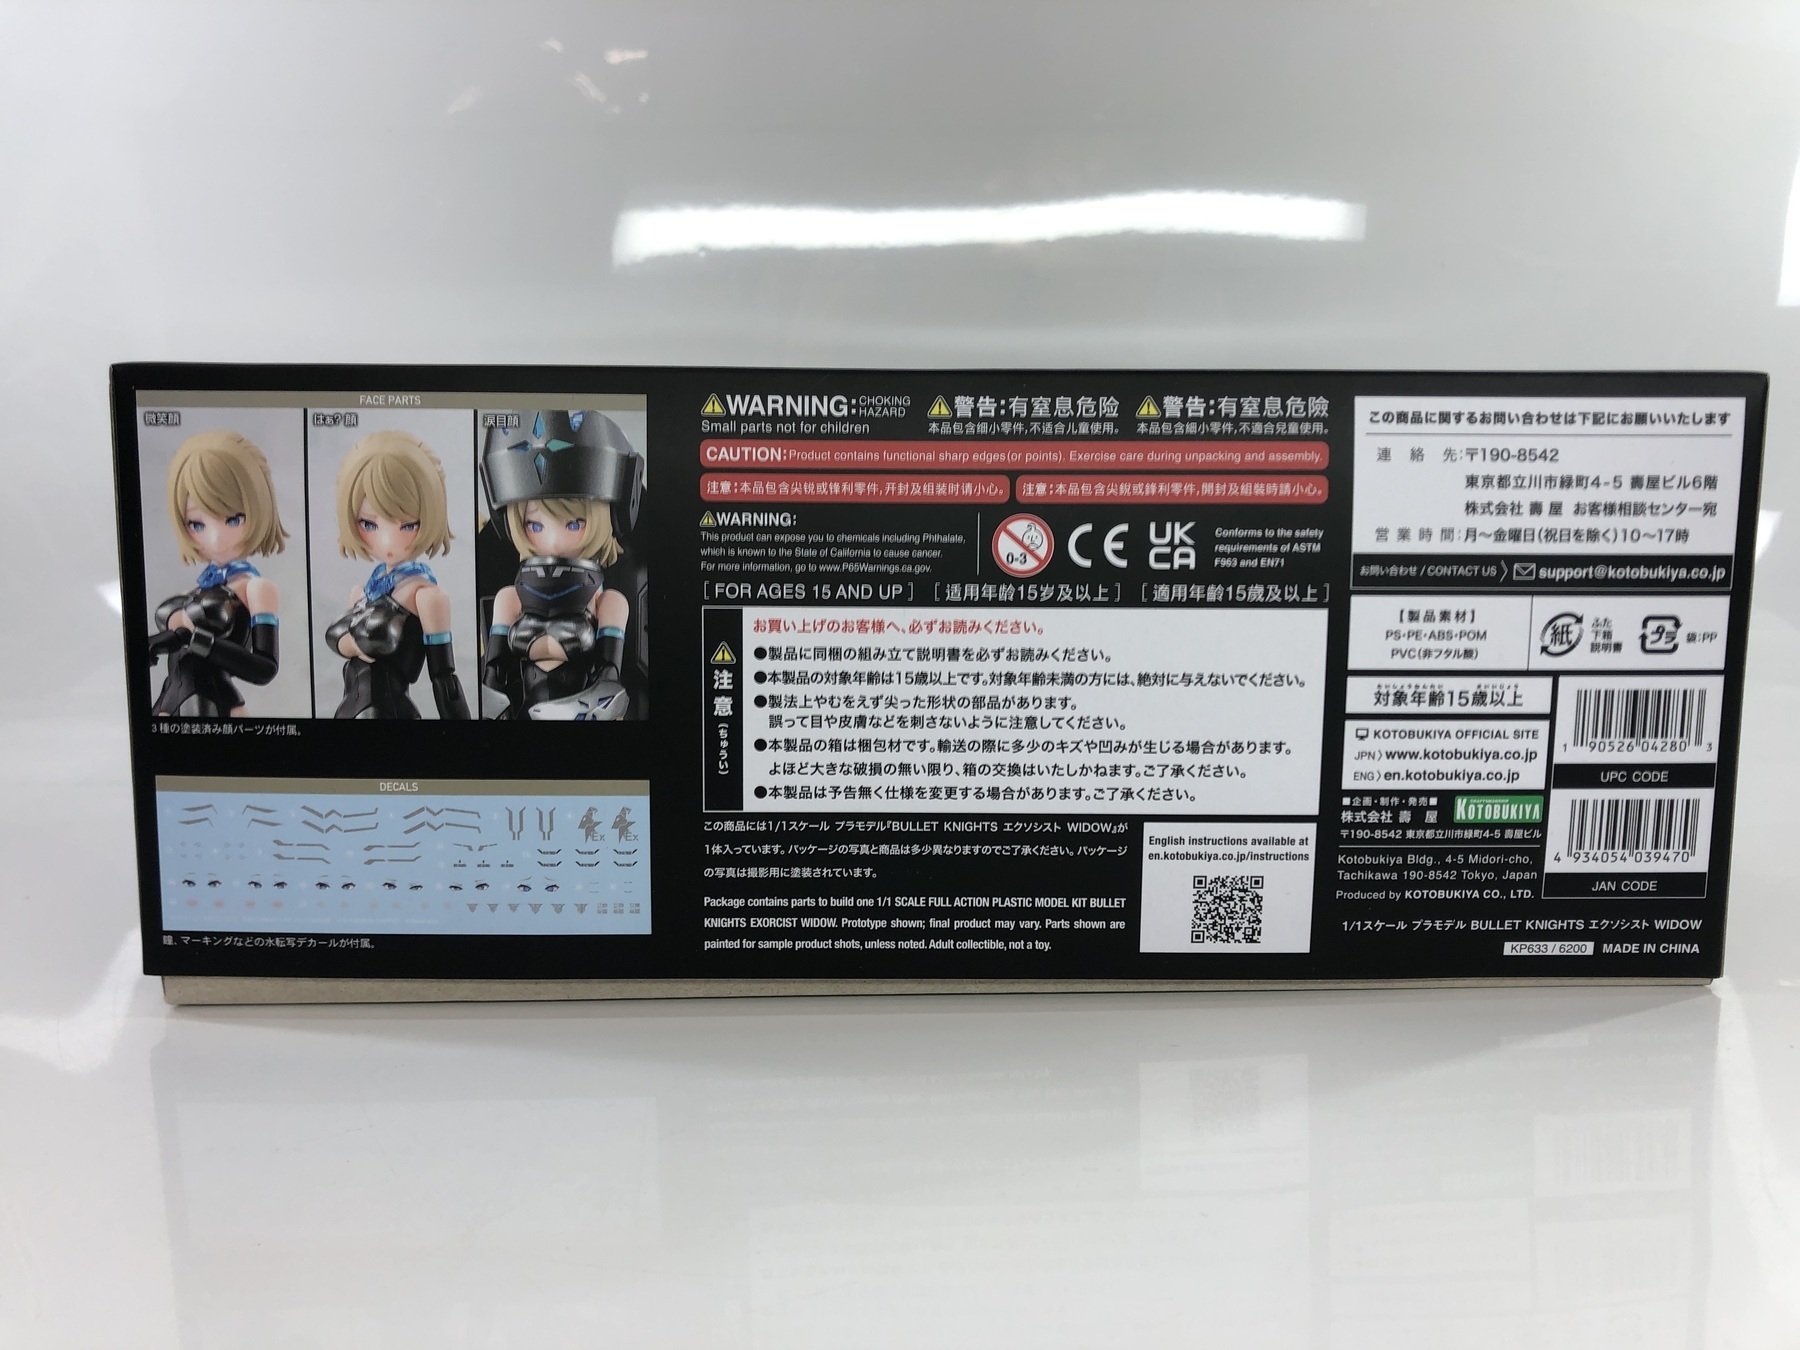 FACE PARTS
微笑顔
はぁ?顔
涙目顔
3種の塗装済み顔パーツが付属。
DECALS
瞳、マーキングなどの水転写デカールが付属。
WARNING: CHOKING HAZARD
Small parts not for children
警告:有窒息危险
本品包含细小零件,不适合儿童使用。
警告:有窒息危險
本品包含細小零件,不適合兒童使用。
CAUTION:Product contains functional sharp edges(or points). Exercise care during unpacking and assembly.
注意:本品包含尖锐或锋利零件,开封及组装时请小心。
注意:本品包含尖銳或鋒利零件,開封及組裝時請小心。
WARNING:
This product can expose you to chemicals including Phthalate,
which is known to the State of California to cause cancer.
For more information, go to www.P65Warnings.ca.gov.
0-3
CE
UK
CA
Conforms to the safety
requirements of ASTM
F963 and EN71
[FOR AGES 15 AND UP] [适用年龄15岁及以上] [適用年齡15歲及以上]
注意(ちゅうい)
お買い上げのお客様へ、必ずお読みください。
●製品に同梱の組み立て説明書を必ずお読みください。
●本製品の対象年齢は15歳以上です。対象年齢未満の方には、絶対に与えないでください。
●製法上やむをえず尖った形状の部品があります。
誤って目や皮膚などを刺さないように注意してください。
●本製品の箱は梱包材です。輸送の際に多少のキズや凹みが生じる場合があります。
よほど大きな破損の無い限り、箱の交換はいたしかねます。ご了承ください。
●本製品は予告無く仕様を変更する場合があります。ご了承ください。
この商品には1/1スケール プラモデル『BULLET KNIGHTS エクソシスト WIDOW』が
1体入っています。パッケージの写真と商品は多少異なりますのでご了承ください。パッケージ
の写真は撮影用に塗装されています。
Package contains parts to build one 1/1 SCALE FULL ACTION PLASTIC MODEL KIT BULLET
KNIGHTS EXORCIST WIDOW. Prototype shown; final product may vary. Parts shown are
painted for sample product shots, unless noted. Adult collectible, not a toy.
English instructions available at
en.kotobukiya.co.jp/instructions
この商品に関するお問い合わせは下記にお願いいたします
連絡先:〒190-8542
東京都立川市緑町4-5 壽屋ビル6階
株式会社 壽屋 お客様相談センター宛
営業時間:月〜金曜日(祝日を除く)10〜17時
お問い合わせ / CONTACT US 〉 support@kotobukiya.co.jp
【製品素材】
PS・PE・ABS・POM
PVC(非フタル酸)
紙
ふた
下箱
説明書
プラ
袋:PP
たいしょうねんれい さいいじょう
対象年齢15歳以上
KOTOBUKIYA OFFICIAL SITE
JPN〉www.kotobukiya.co.jp
ENG〉en.kotobukiya.co.jp
■企画・制作・発売■
株式会社 壽屋
KOTOBUKIYA
〒190-8542 東京都立川市緑町4-5 壽屋ビル
Kotobukiya Bldg., 4-5 Midori-cho,
Tachikawa 190-8542 Tokyo, Japan
Produced by KOTOBUKIYA CO., LTD.
1 90526 04280 3
UPC CODE
4 934054 039470
JAN CODE
1/1スケール プラモデル BULLET KNIGHTS エクソシスト WIDOW
KP633 / 6200 MADE IN CHINA